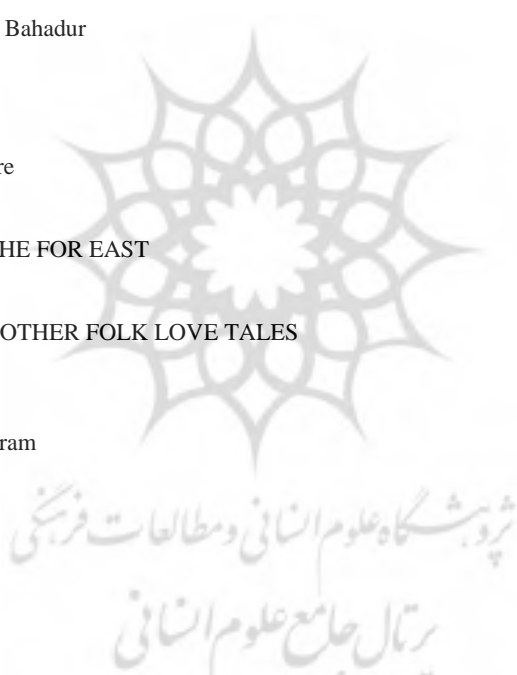 Bahadur
re
HE FOR EAST
OTHER FOLK LOVE TALES
ram
پژوهشگاه علوم انسانی و مطالعات فرهنگی
پرتال جامع علوم انسانی